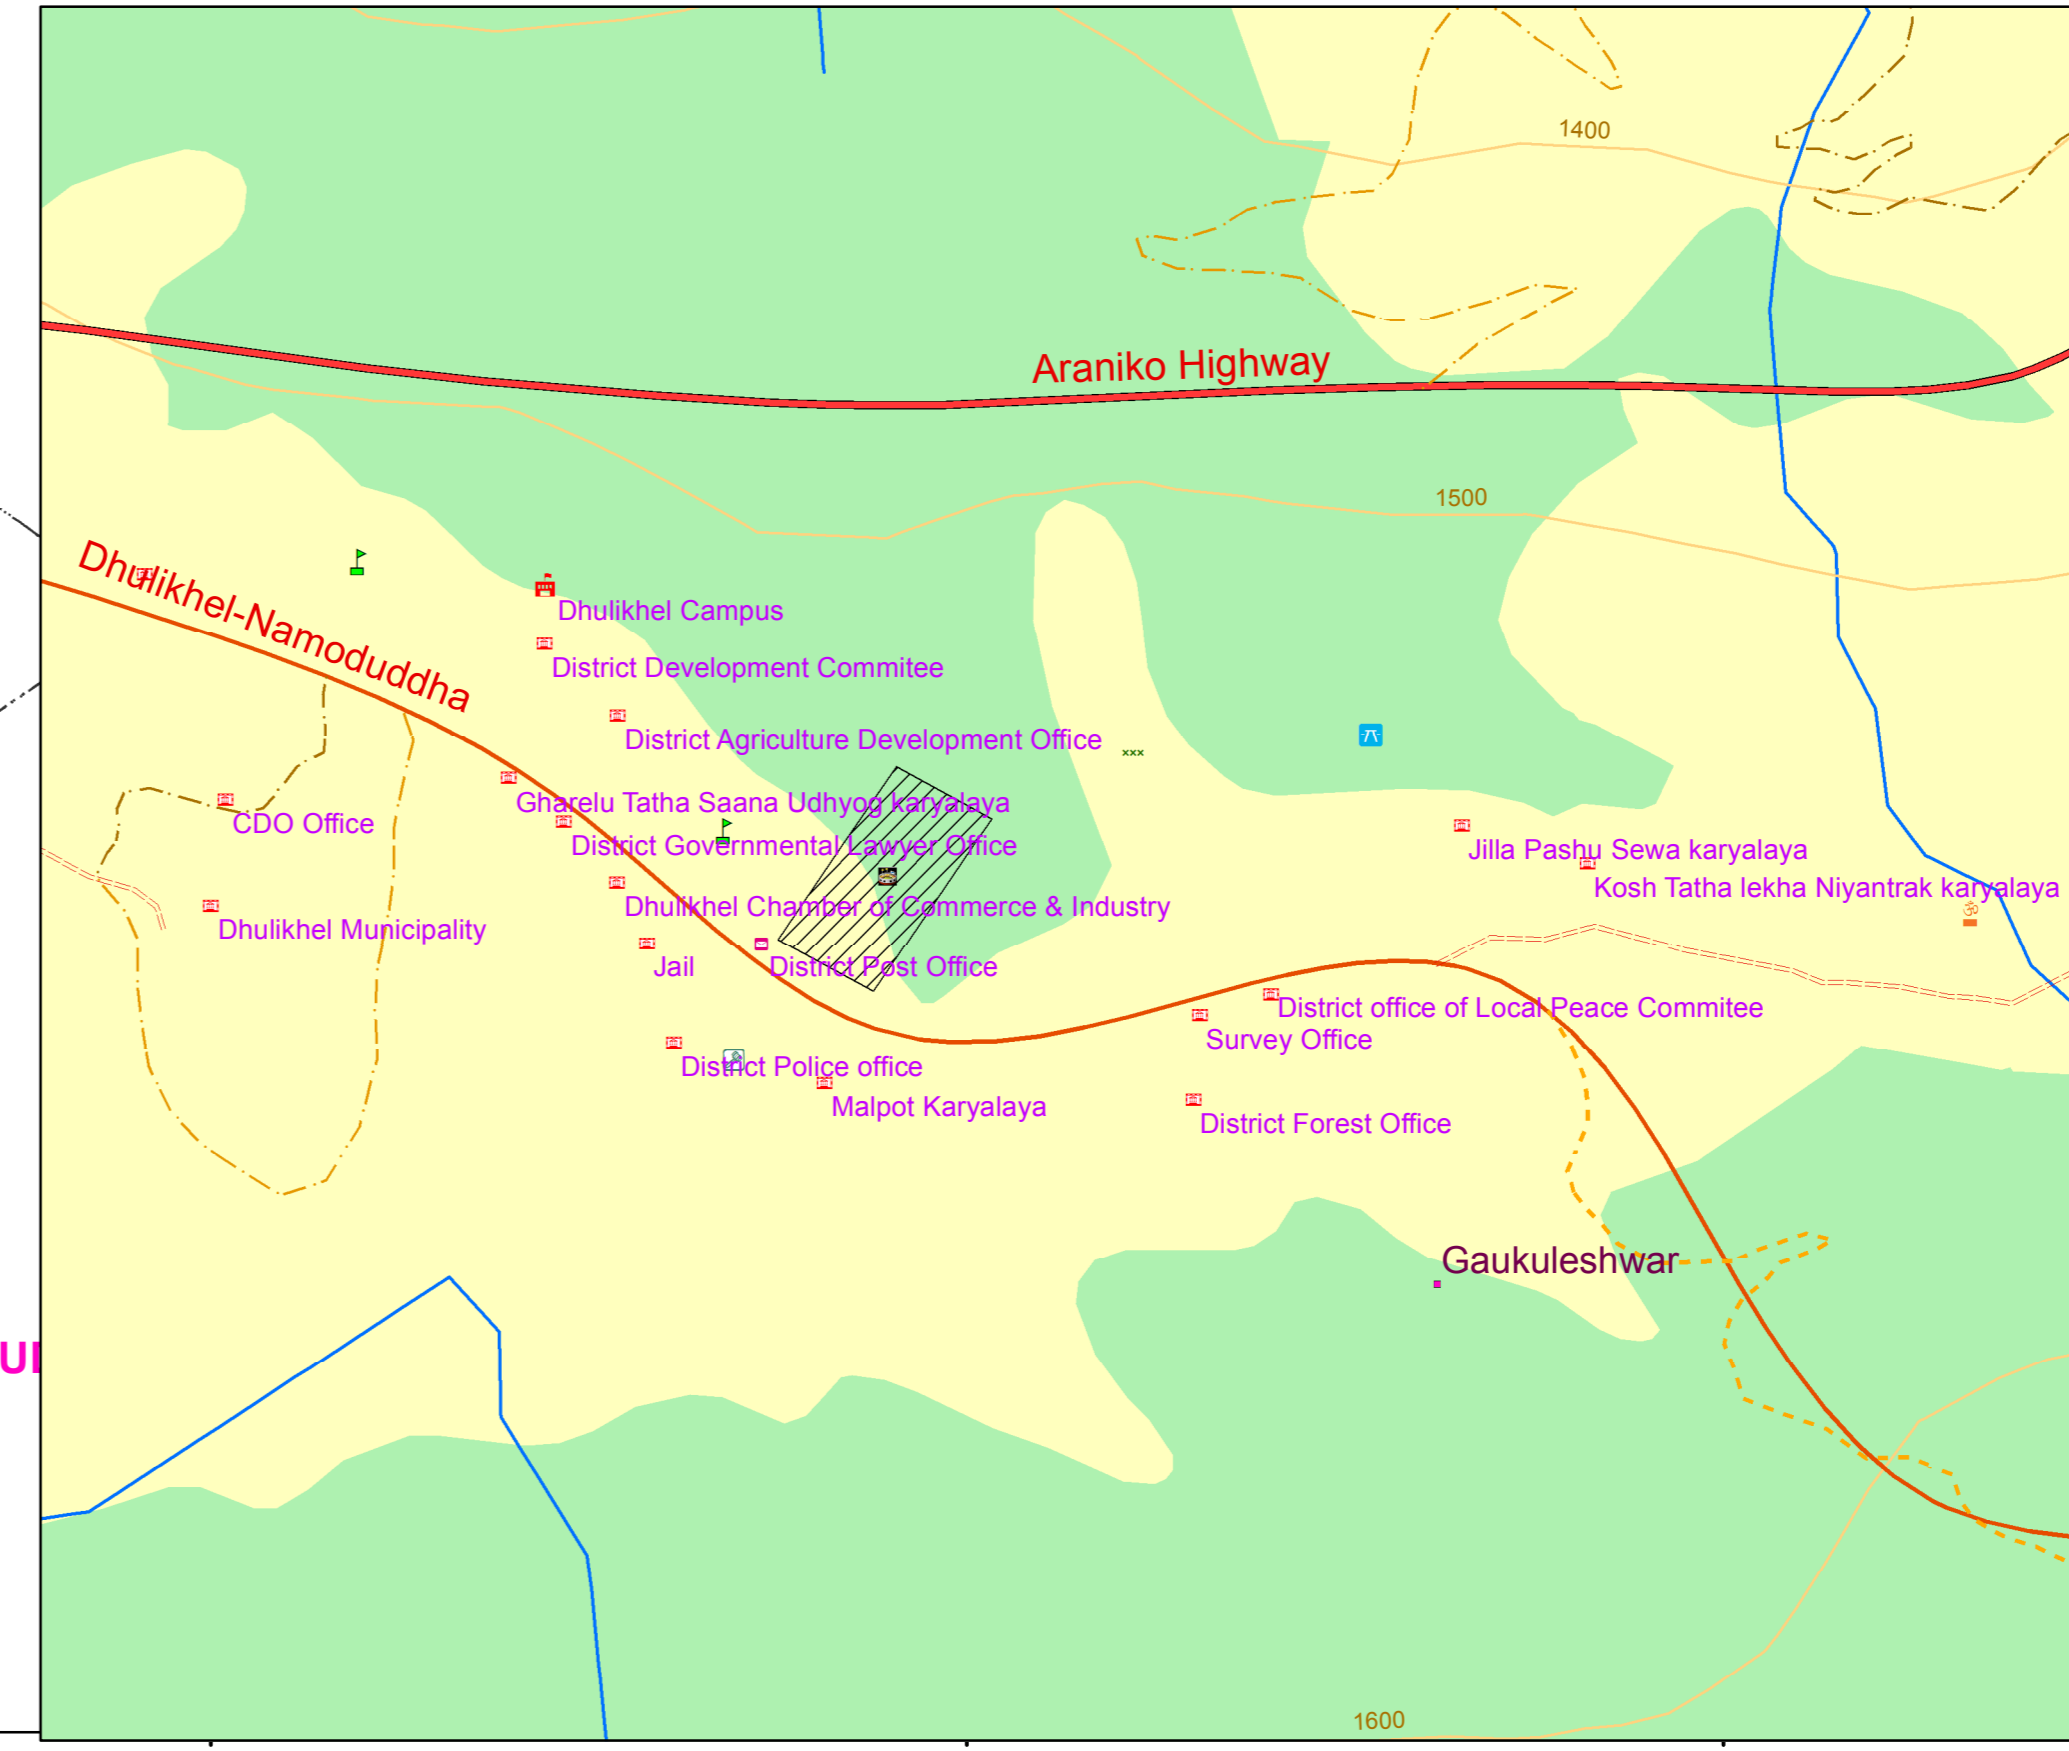 1400
Araniko Highway
1500
Dhulikhel-Namoduddha
Dhulikhel Campus
District Development Commitee
District Agriculture Development Office
Gharelu Tatha Saana Udhyog karyalaya
CDO Office
District Governmental Lawyer Office
Jilla Pashu Sewa karyalaya
Kosh Tatha lekha Niyantrak karyalaya
Dhulikhel Chamber of Commerce & Industry
ॐ
Dhulikhel Municipality
Jail
District Post Office
District office of Local Peace Commitee
Survey Office
District Police office
Malpot Karyalaya
District Forest Office
Gaukuleshwar
1600